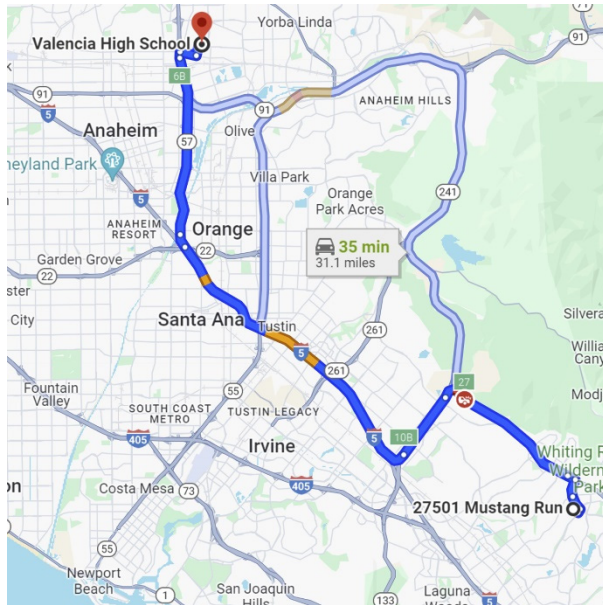 Yorba Linda
Valencia High School
6B
91
91
5
91
ANAHEIM HILLS
Anaheim
57
Olive
neyland Park
Villa Park
241
5
Orange
Park Acres
ANAHEIM
RESORT
Orange
35 min
31.1 miles
22
Garden Grove
22
ster
City
Santa Ana
Tustin
261
Silvera
5
Willia
Cany
261
27
Modj
Fountain
Valley
55
SOUTH COAST
METRO
TUSTIN LEGACY
405
5
10B
Irvine
Whiting R
Wilderne
Park
405
Costa Mesa
73
27501 Mustang Run
on
55
Newport
Beach
1
San Joaquin
Hills
133
Laguna
Woods
5